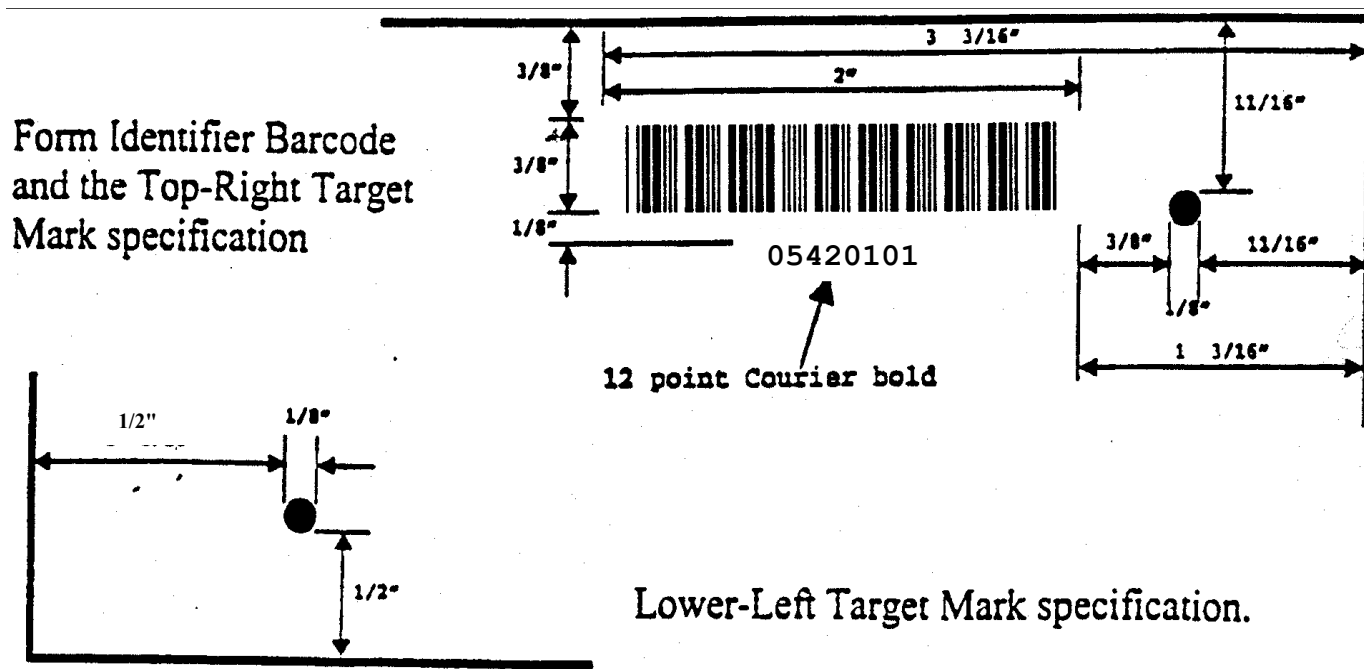 3 3/16"
3/8"
2"
11/16"
Form Identifier Barcode
and the Top-Right Target
Mark specification
3/8"
1/8"
05420101
3/8"
11/16"
1/8"
1 3/16"
12 point Courier bold
1/2"
1/8"
1/2"
Lower-Left Target Mark specification.